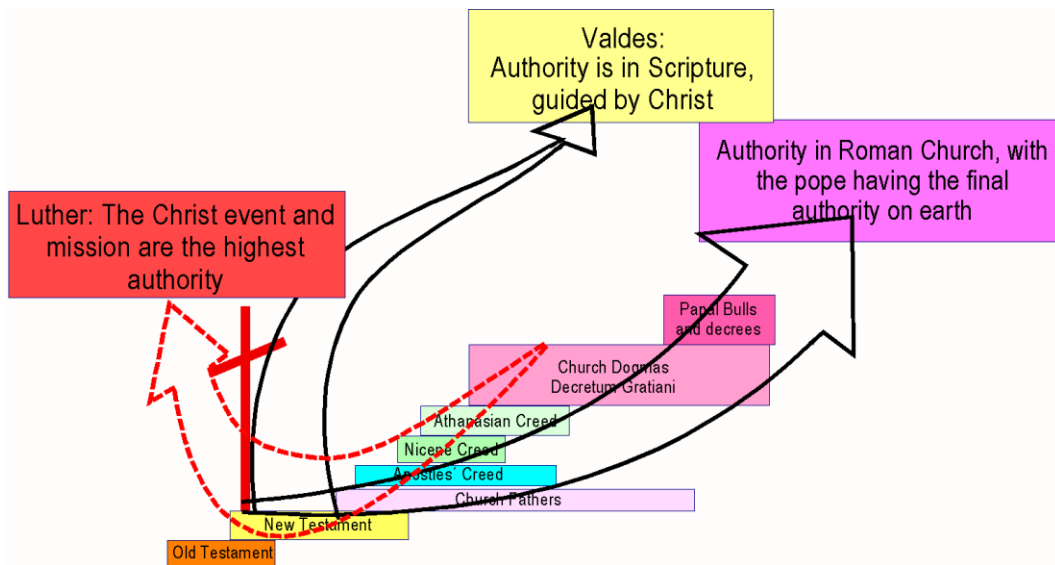 Valdes:
Authority is in Scripture,
guided by Christ
Authority in Roman Church, with
the pope having the final
authority on earth
Luther: The Christ event and
mission are the highest
authority
Papal Bulls
and decrees
Church Dogmas
Decretum Gratiani
Athanasian Creed
Nicene Creed
Apostles´ Creed
Church Fathers
New Testament
Old Testament